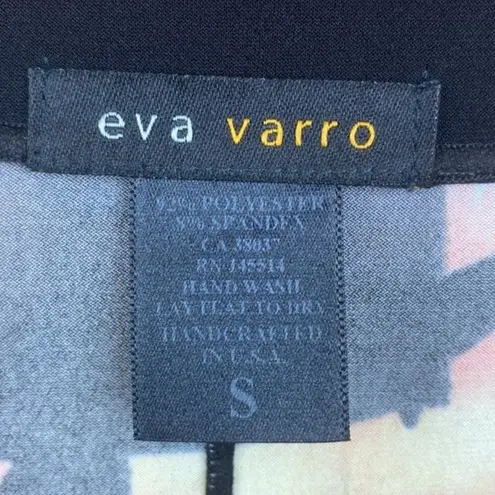 eva varro
92% POLYESTER
8% SPANDEX
CA 38037
RN 145514
HAND WASH
LAY FLAT TO DRY
HANDCRAFTED
IN U.S.A.
S